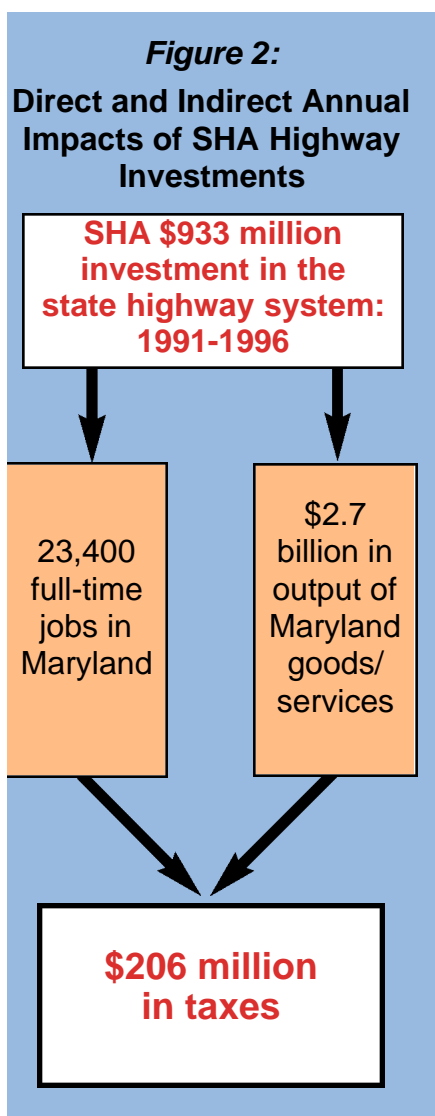 Figure 2:
Direct and Indirect Annual
Impacts of SHA Highway
Investments
SHA $933 million
investment in the
state highway system:
1991-1996
23,400
full-time
jobs in
Maryland
$2.7
billion in
output of
Maryland
goods/
services
$206 million
in taxes